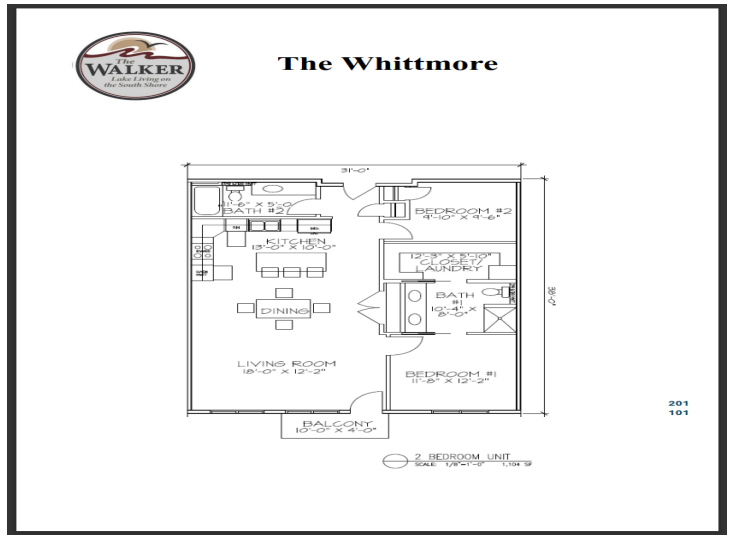 The
WALKER
Lake Living on
the South Shore
The Whittmore
31'-0"
11'-6" X 5'-0"
BATH #2
BEDROOM #2
9'-10" X 9'-6"
KITCHEN
13'-0" X 10'-0"
12'-3" X 5'-10"
CLOSET/
LAUNDRY
BATH
#1
10'-4" X
8'-0"
38'-0"
DINING
LIVING ROOM
18'-0" X 12'-2"
BEDROOM #1
11'-8" X 12'-2"
201
101
BALCONY
10'-0" X 4'-0"
2 BEDROOM UNIT
SCALE: 1/8"=1'-0" 1,104 SF